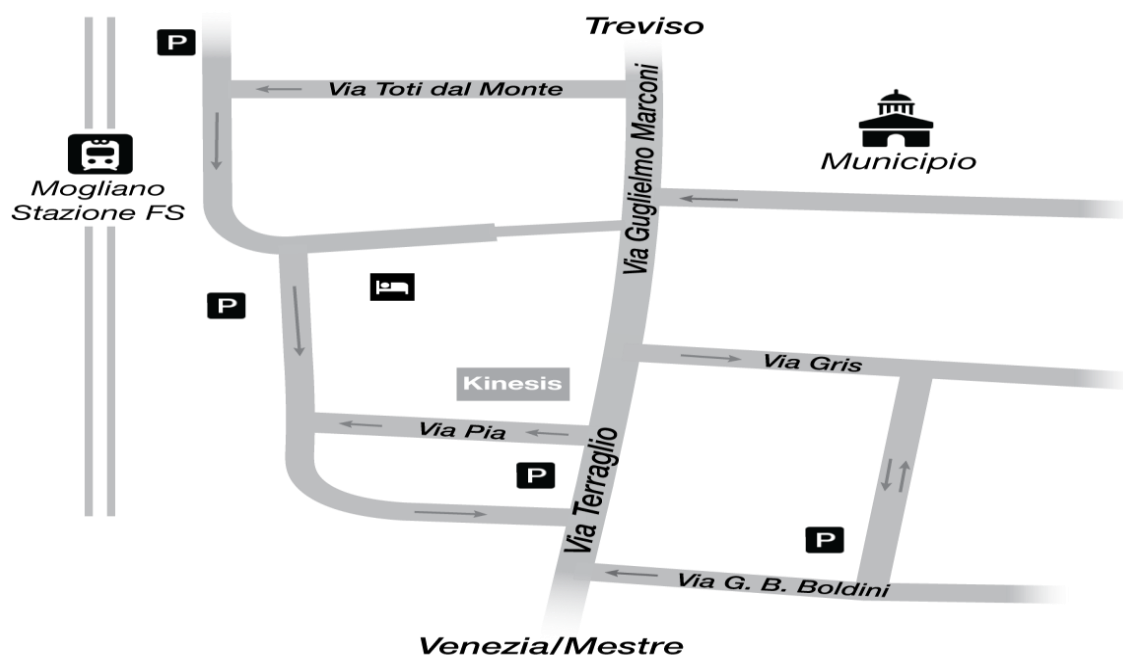 Treviso
P
Via Toti dal Monte
Via Guglielmo Marconi
Municipio
Mogliano
Stazione FS
P
Via Gris
Kinesis
Via Pia
P
Via Terraglio
P
Via G. B. Boldini
Venezia/Mestre